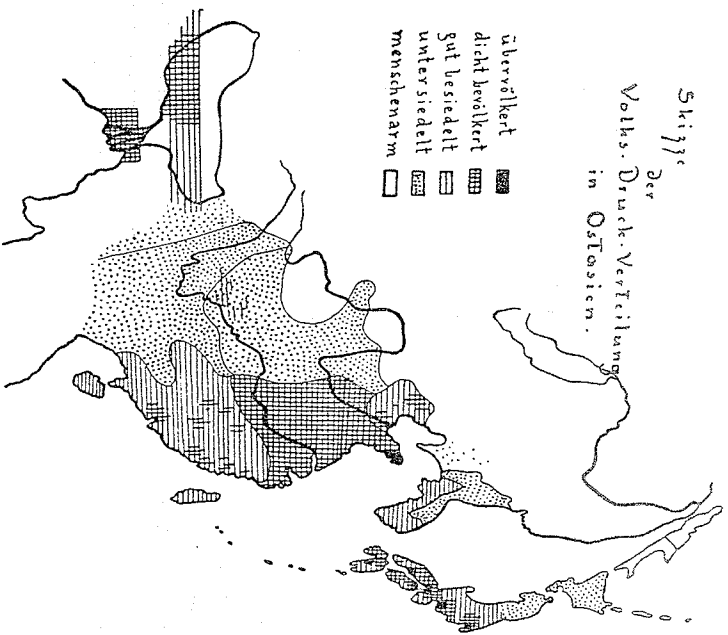 Skizze
der
Volks-Druck-Verteilung
in Ostasien.
übervölkert
dicht bevölkert
gut besiedelt
untersiedelt
menschenarm